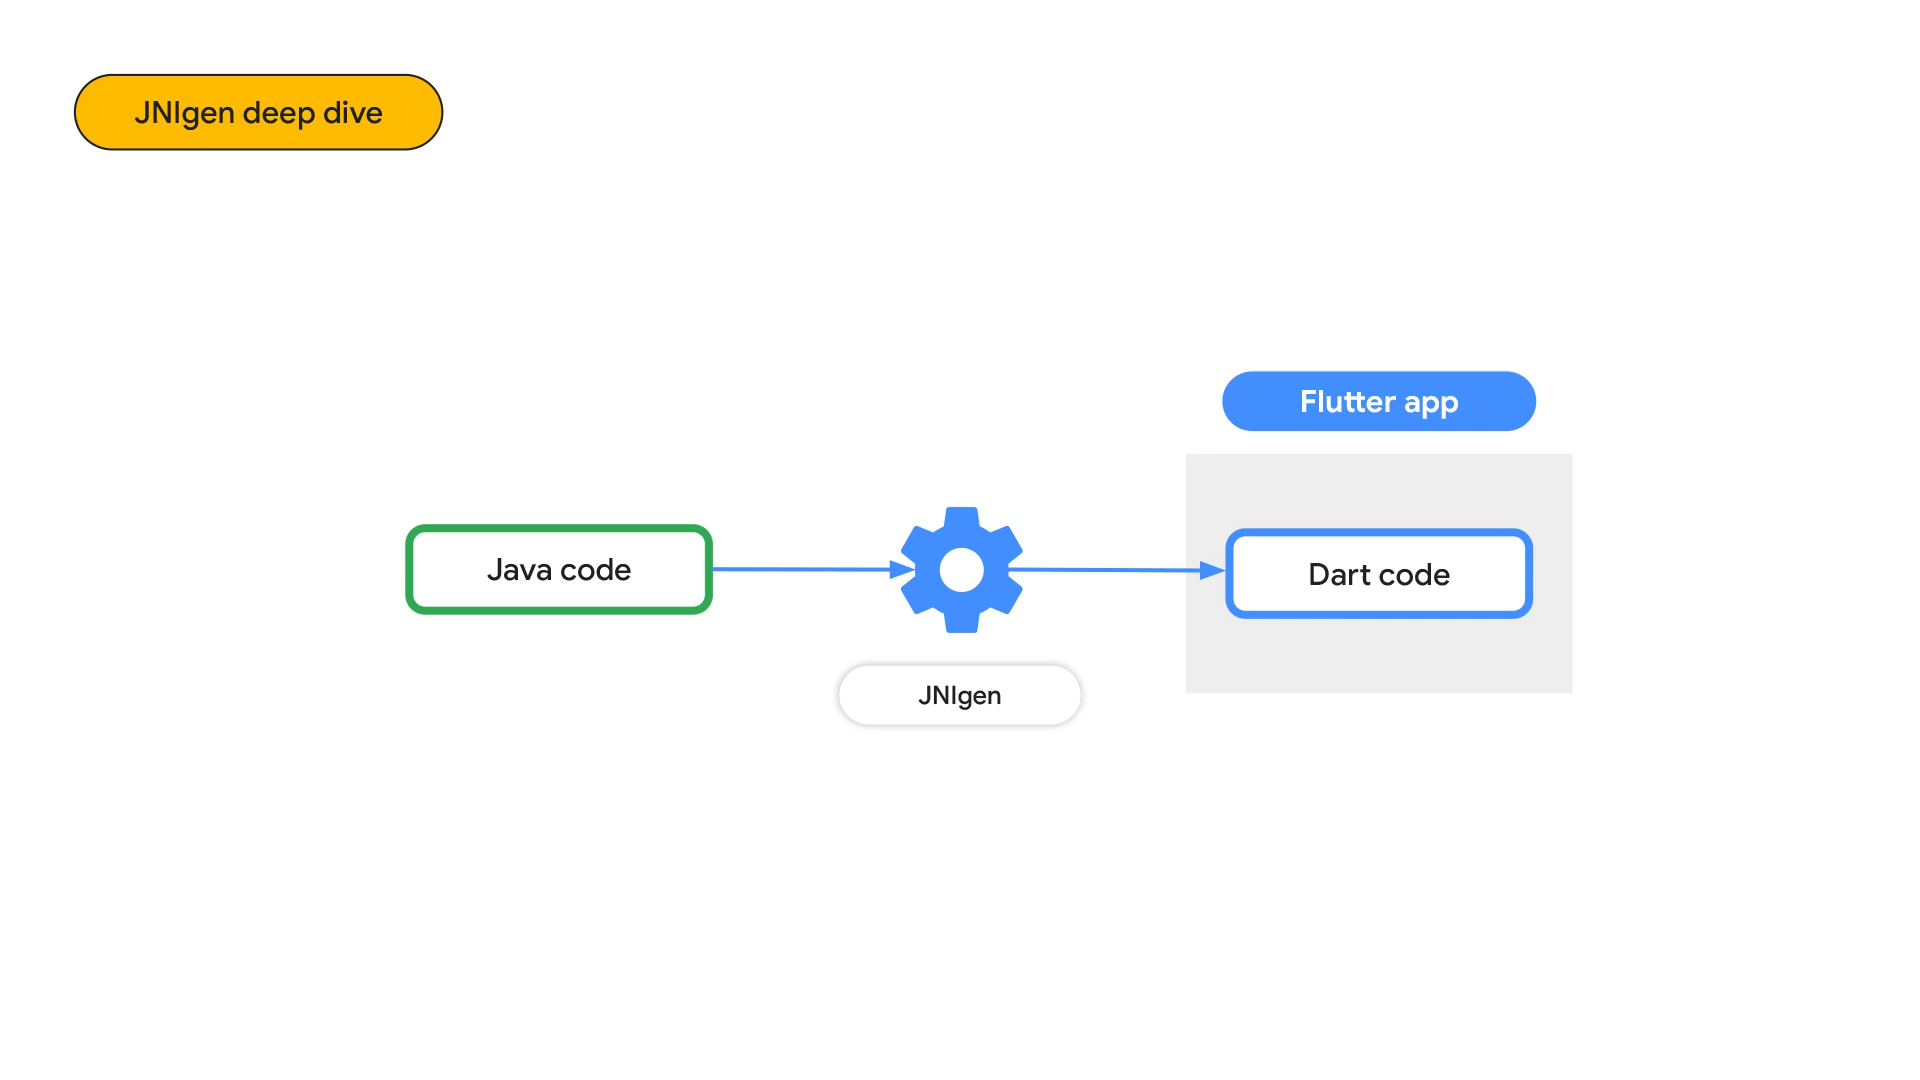 JNIgen deep dive
Flutter app
Java code
Dart code
JNIgen